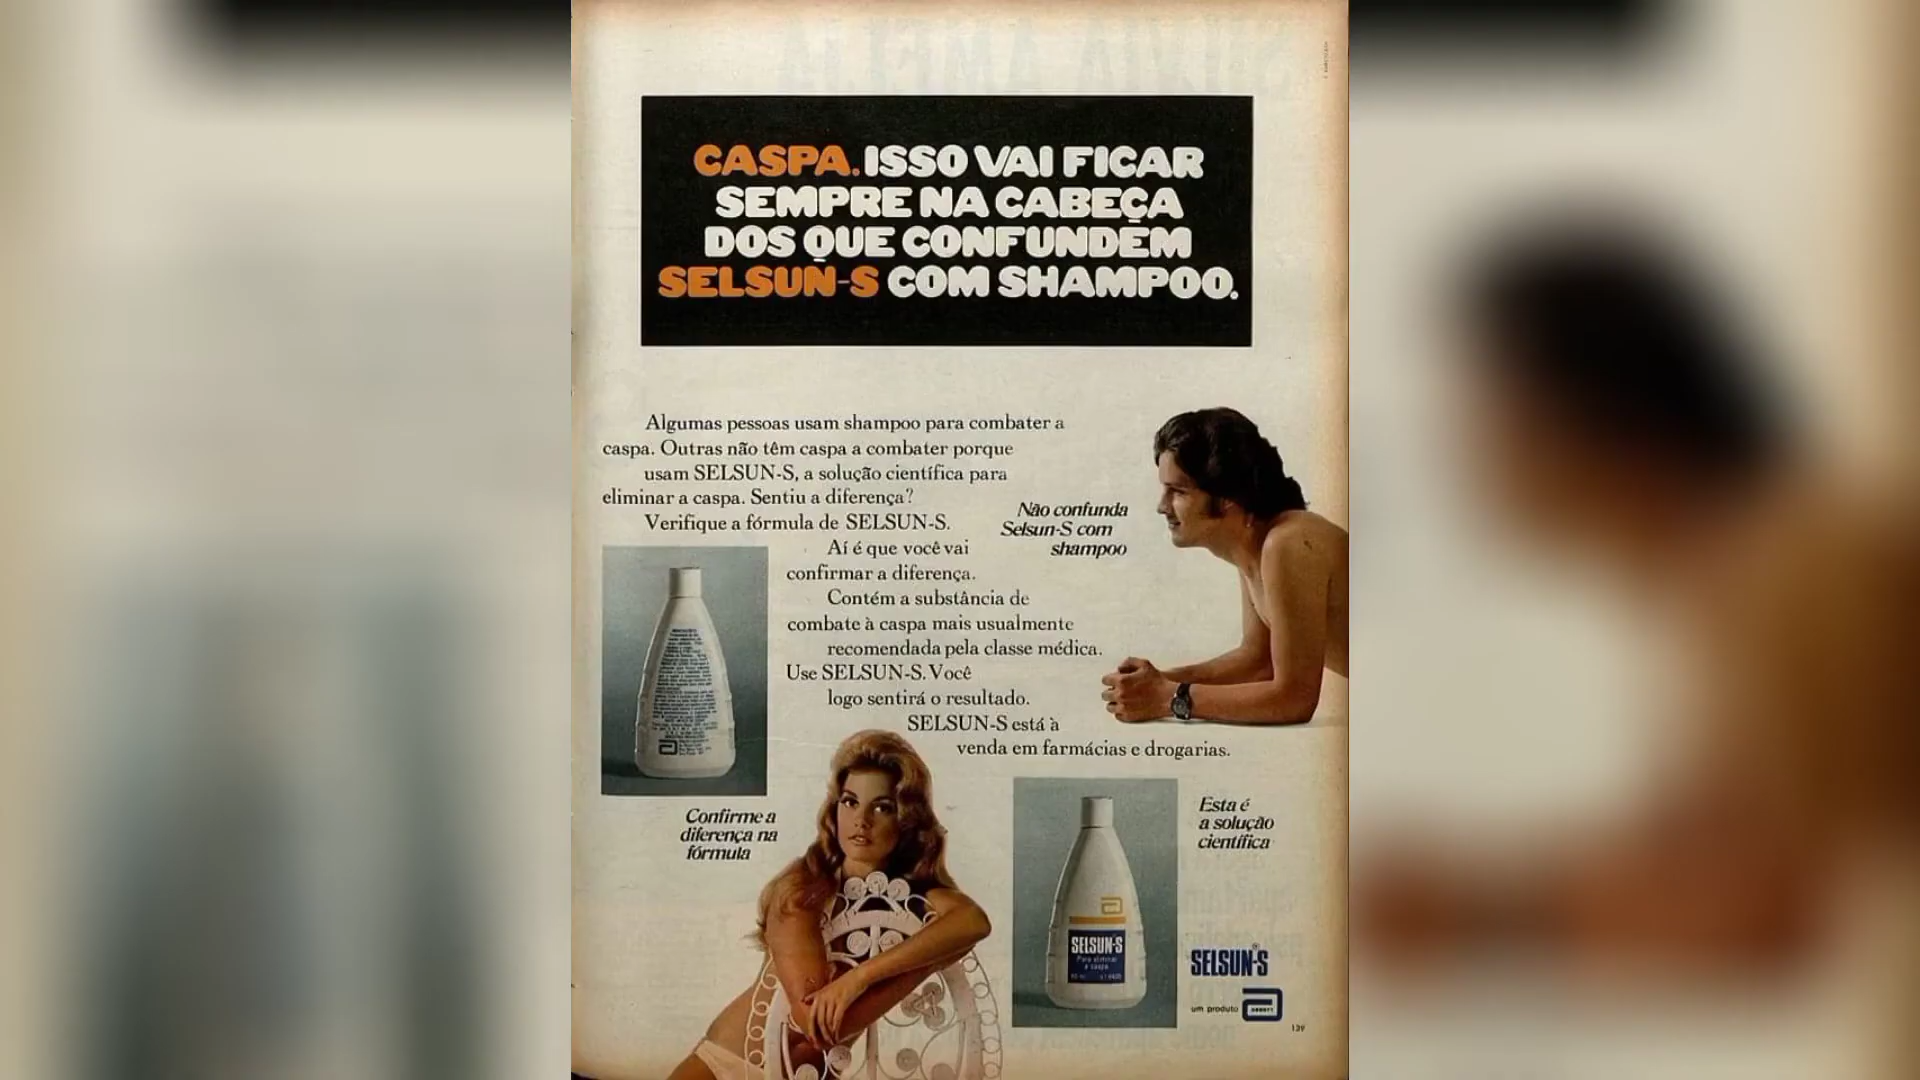 CASPA. ISSO VAI FICAR
SEMPRE NA CABEÇA
DOS QUE CONFUNDEM
SELSUN-S COM SHAMPOO.
Algumas pessoas usam shampoo para combater a
caspa. Outras não têm caspa a combater porque
usam SELSUN-S, a solução científica para
eliminar a caspa. Sentiu a diferença?
Verifique a fórmula de SELSUN-S.
Aí é que você vai
confirmar a diferença.
Contém a substância de
combate à caspa mais usualmente
recomendada pela classe médica.
Use SELSUN-S. Você
logo sentirá o resultado.
SELSUN-S está à
venda em farmácias e drogarias.
Não confunda
Selsun-S com
shampoo
Confirme a
diferença na
fórmula
Esta é
a solução
científica
SELSUN-S
Para eliminar
a caspa
SELSUN-S®
um produto
ABBOTT
139